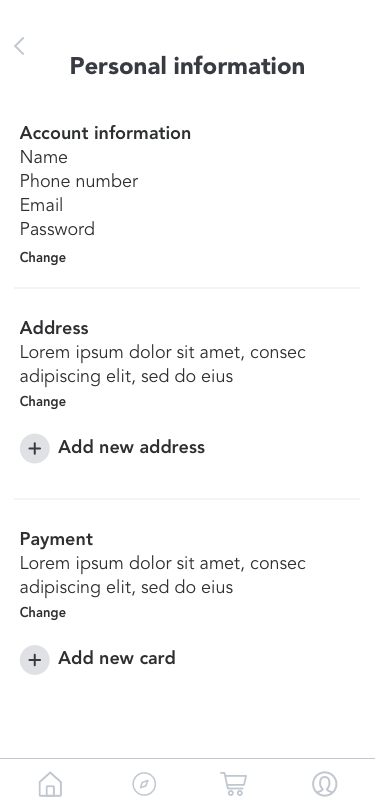 Personal information
Account information
Name
Phone number
Email
Password
Change
Address
Lorem ipsum dolor sit amet, consec
adipiscing elit, sed do eius
Change
Add new address
Payment
Lorem ipsum dolor sit amet, consec
adipiscing elit, sed do eius
Change
Add new card